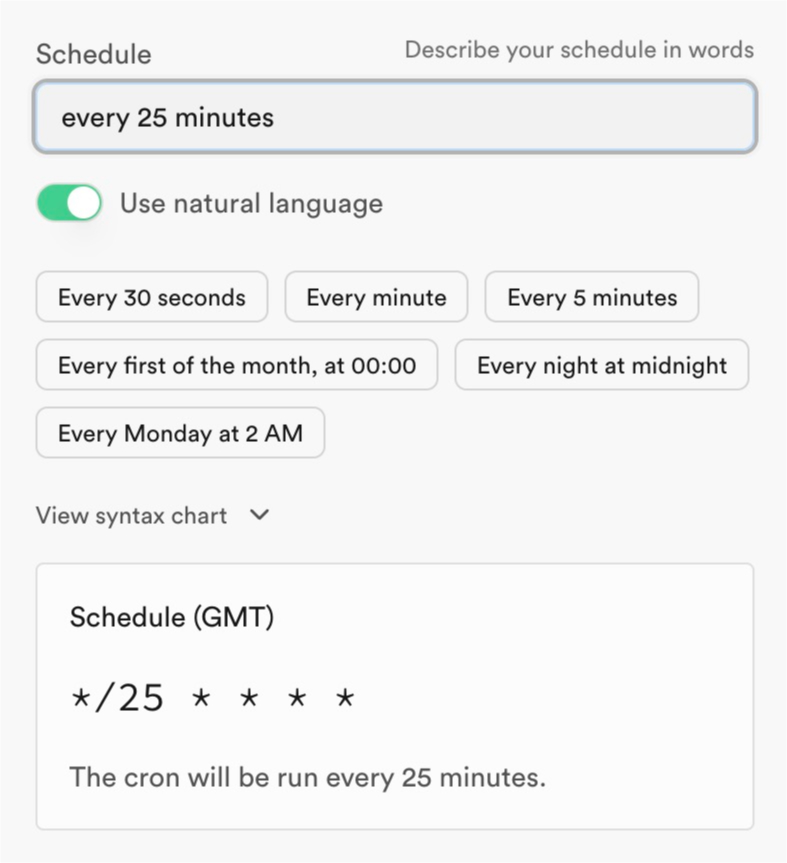 Schedule
Describe your schedule in words
every 25 minutes
Use natural language
Every 30 seconds
Every minute
Every 5 minutes
Every first of the month, at 00:00
Every night at midnight
Every Monday at 2 AM
View syntax chart
Schedule (GMT)
*/25 * * * *
The cron will be run every 25 minutes.